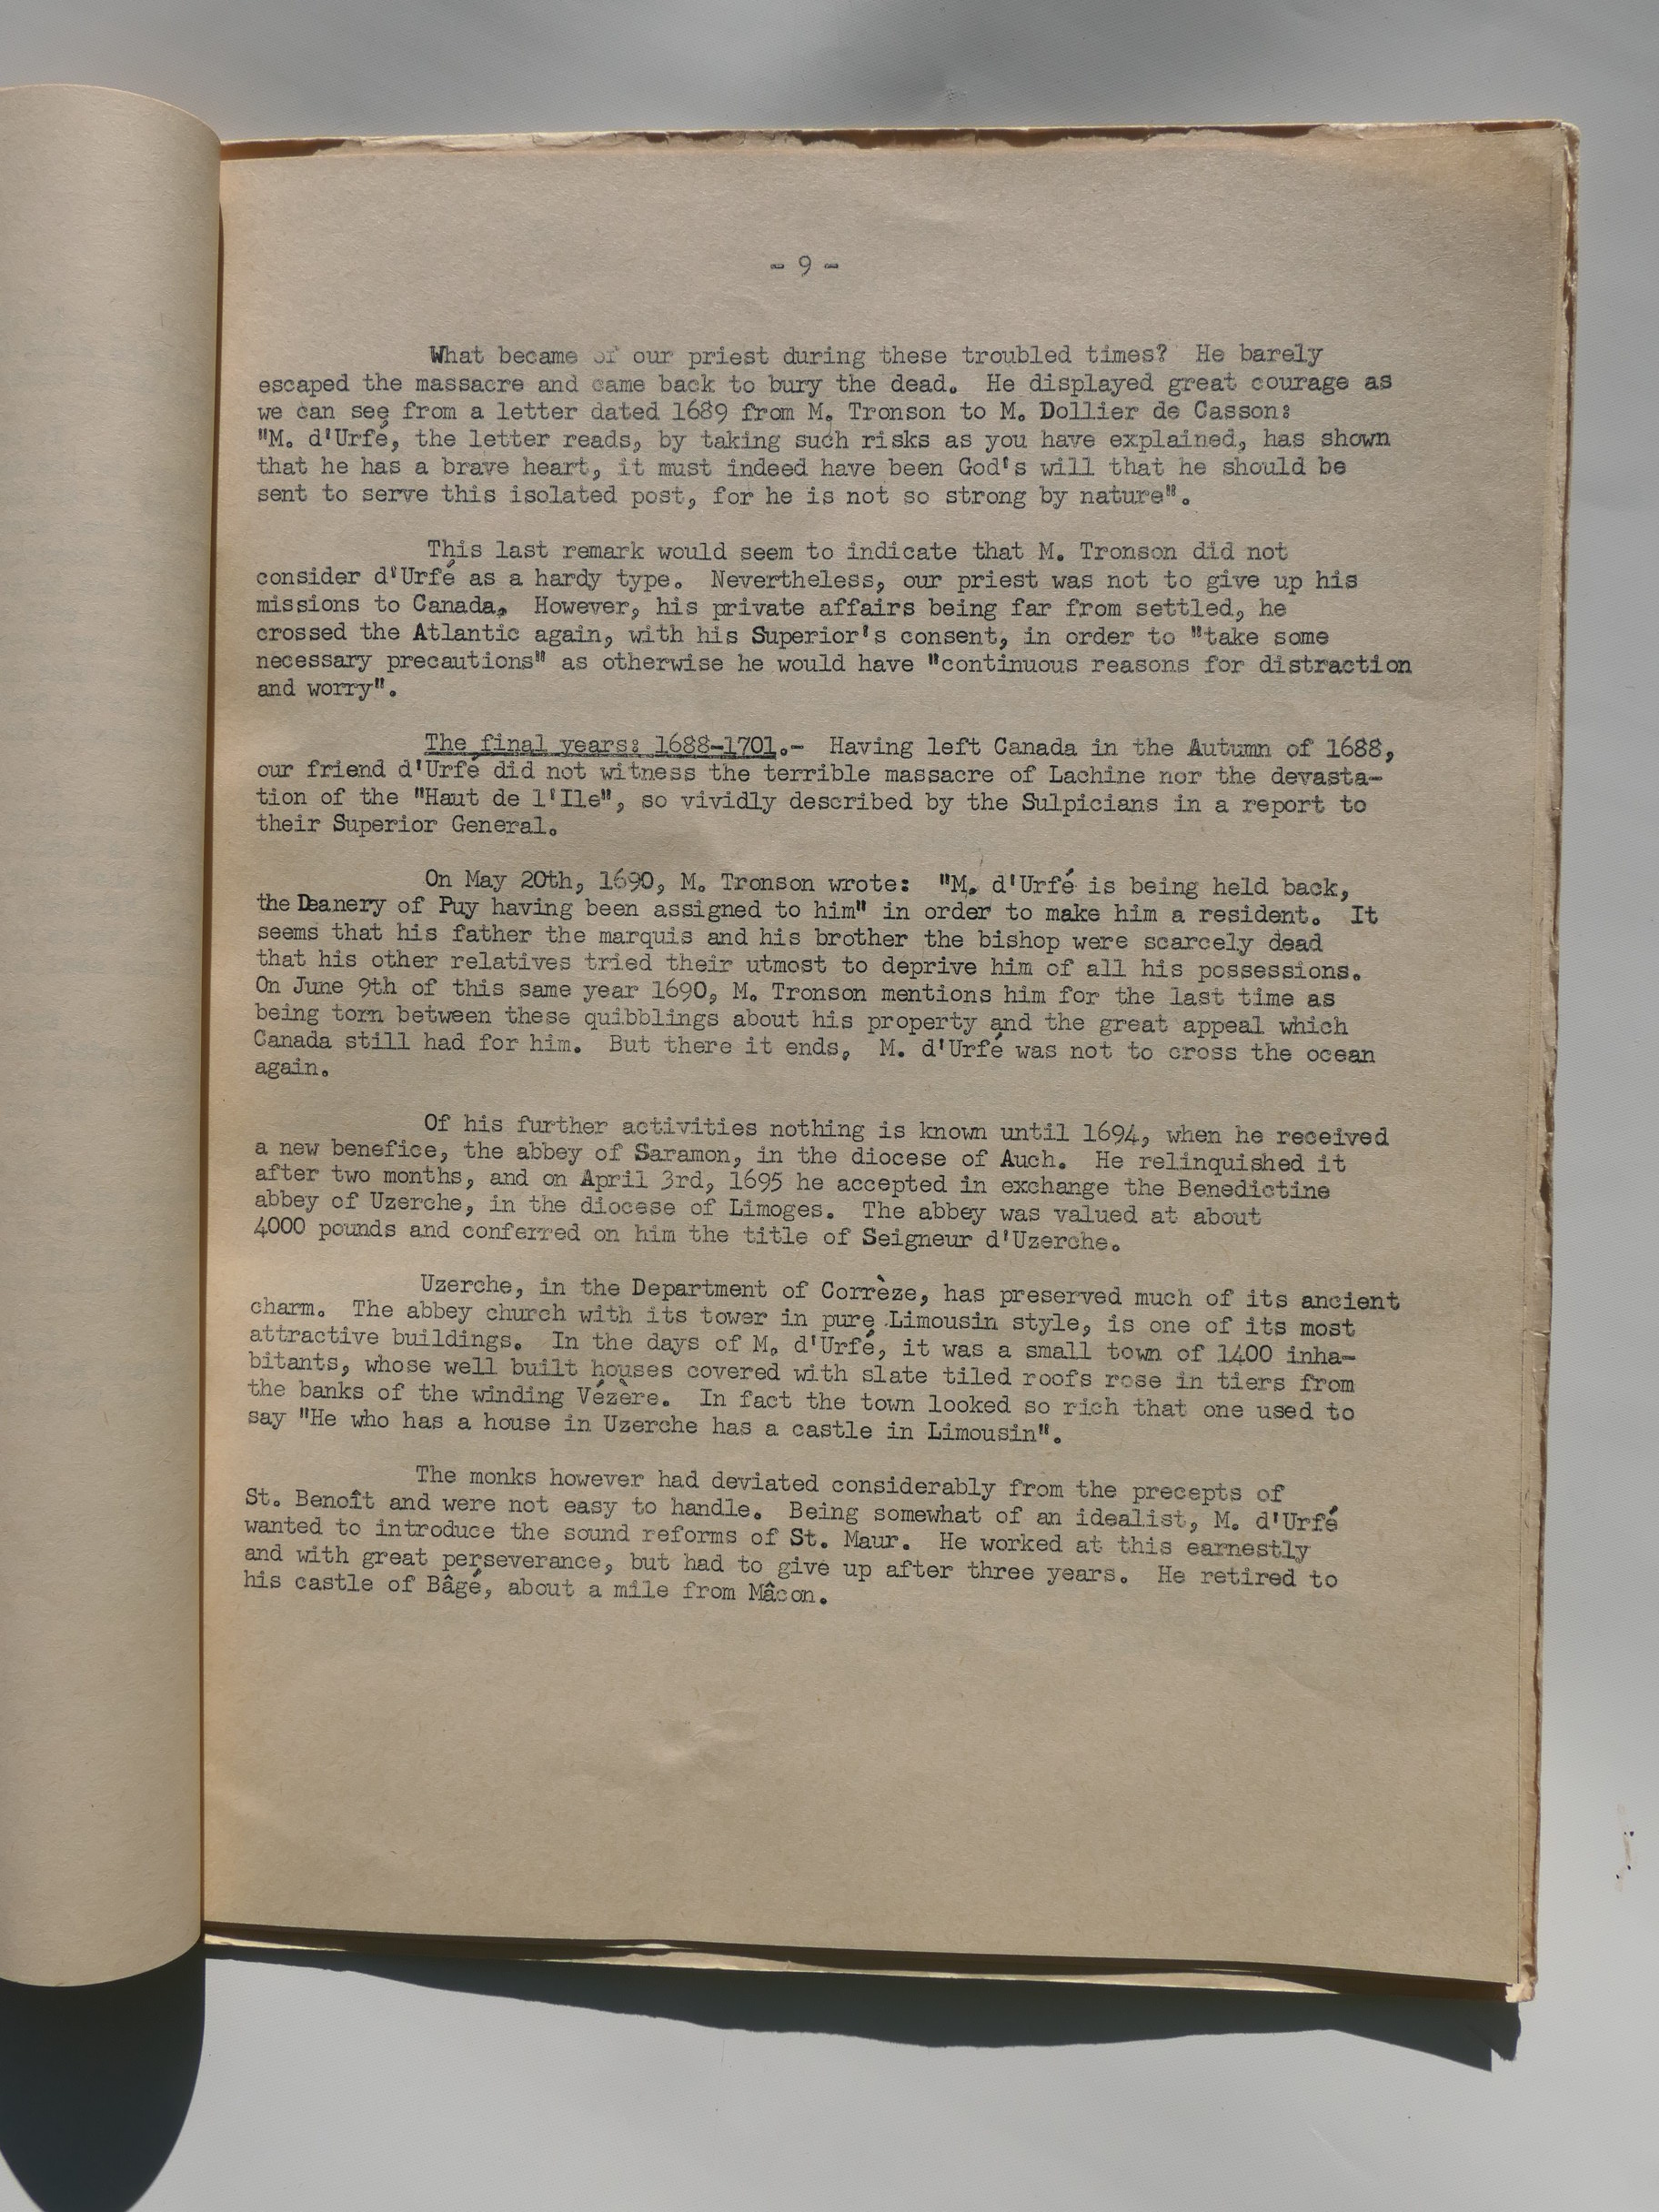 - 9 -
What became of our priest during these troubled times? He barely
escaped the massacre and came back to bury the dead. He displayed great courage as
we can see from a letter dated 1689 from M. Tronson to M. Dollier de Casson:
"M. d'Urfé, the letter reads, by taking such risks as you have explained, has shown
that he has a brave heart, it must indeed have been God's will that he should be
sent to serve this isolated post, for he is not so strong by nature".
This last remark would seem to indicate that M. Tronson did not
consider d'Urfé as a hardy type. Nevertheless, our priest was not to give up his
missions to Canada. However, his private affairs being far from settled, he
crossed the Atlantic again, with his Superior's consent, in order to "take some
necessary precautions" as otherwise he would have "continuous reasons for distraction
and worry".
The final years: 1688-1701.- Having left Canada in the Autumn of 1688,
our friend d'Urfé did not witness the terrible massacre of Lachine nor the devasta-
tion of the "Haut de l'Ile", so vividly described by the Sulpicians in a report to
their Superior General.
On May 20th, 1690, M. Tronson wrote: "M. d'Urfé is being held back,
the Deanery of Puy having been assigned to him" in order to make him a resident. It
seems that his father the marquis and his brother the bishop were scarcely dead
that his other relatives tried their utmost to deprive him of all his possessions.
On June 9th of this same year 1690, M. Tronson mentions him for the last time as
being torn between these quibblings about his property and the great appeal which
Canada still had for him. But there it ends, M. d'Urfé was not to cross the ocean
again.
Of his further activities nothing is known until 1694, when he received
a new benefice, the abbey of Saramon, in the diocese of Auch. He relinquished it
after two months, and on April 3rd, 1695 he accepted in exchange the Benedictine
abbey of Uzerche, in the diocese of Limoges. The abbey was valued at about
4000 pounds and conferred on him the title of Seigneur d'Uzerche.
Uzerche, in the Department of Corrèze, has preserved much of its ancient
charm. The abbey church with its tower in pure Limousin style, is one of its most
attractive buildings. In the days of M. d'Urfé, it was a small town of 1400 inha-
bitants, whose well built houses covered with slate tiled roofs rose in tiers from
the banks of the winding Vézère. In fact the town looked so rich that one used to
say "He who has a house in Uzerche has a castle in Limousin".
The monks however had deviated considerably from the precepts of
St. Benoît and were not easy to handle. Being somewhat of an idealist, M. d'Urfé
wanted to introduce the sound reforms of St. Maur. He worked at this earnestly
and with great perseverance, but had to give up after three years. He retired to
his castle of Bâgé, about a mile from Mâcon.